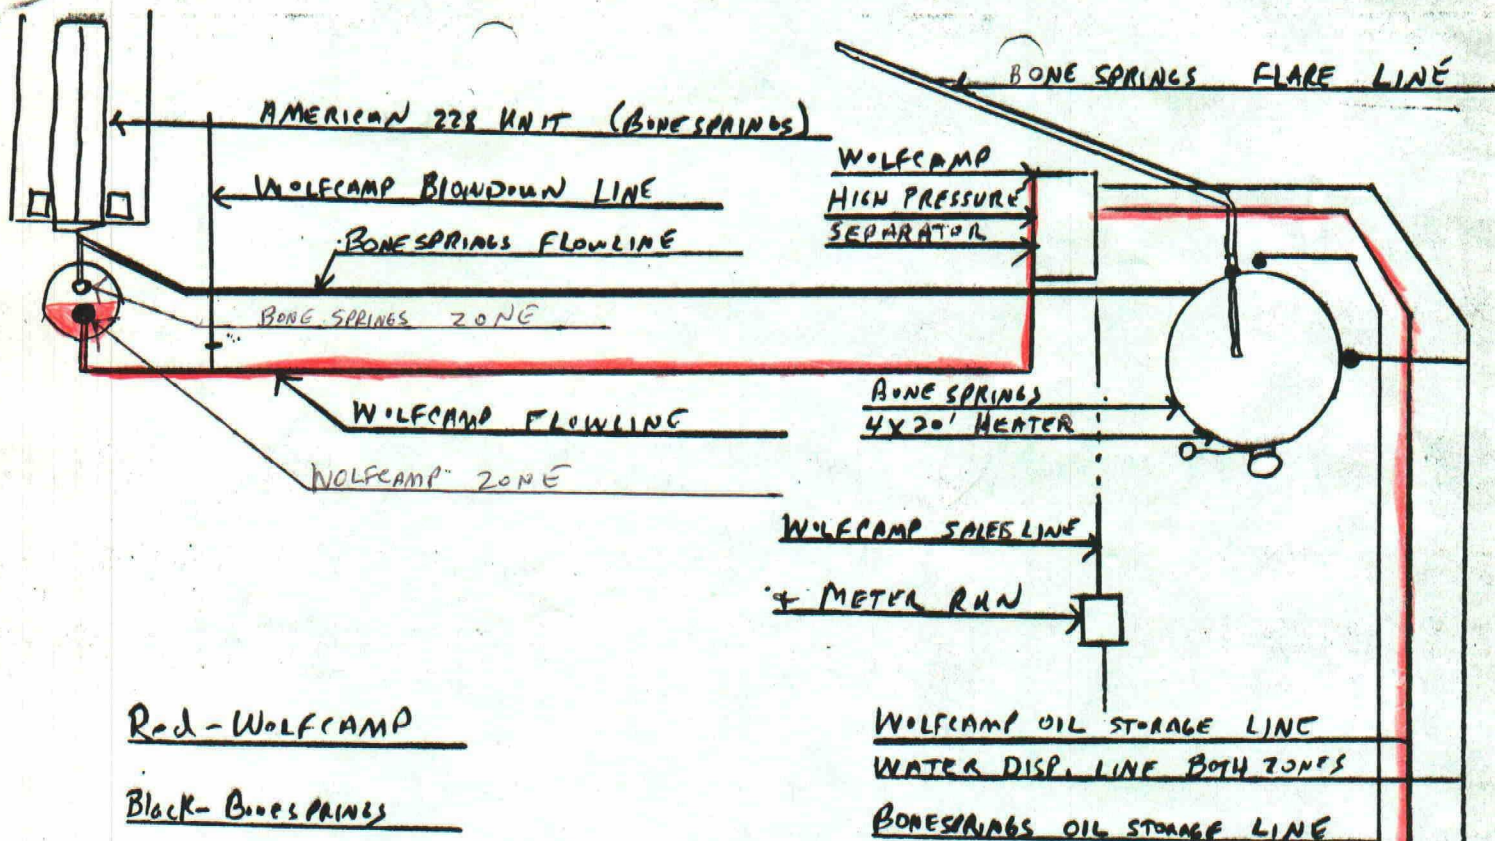 BONE SPRINGS FLARE LINE
AMERICAN 228 UNIT (BONESPRINGS)
WOLFCAMP
HIGH PRESSURE
SEPARATOR
WOLFCAMP BLOWDOWN LINE
BONESPRINGS FLOWLINE
BONE SPRINGS ZONE
BONE SPRINGS
4x20' HEATER
WOLFCAMP FLOWLINE
WOLFCAMP ZONE
WOLFCAMP SALES LINE
+ METER RUN
Red-WOLFCAMP
Black-BONESPRINGS
WOLFCAMP OIL STORAGE LINE
WATER DISP. LINE BOTH ZONES
BONESPRINGS OIL STORAGE LINE